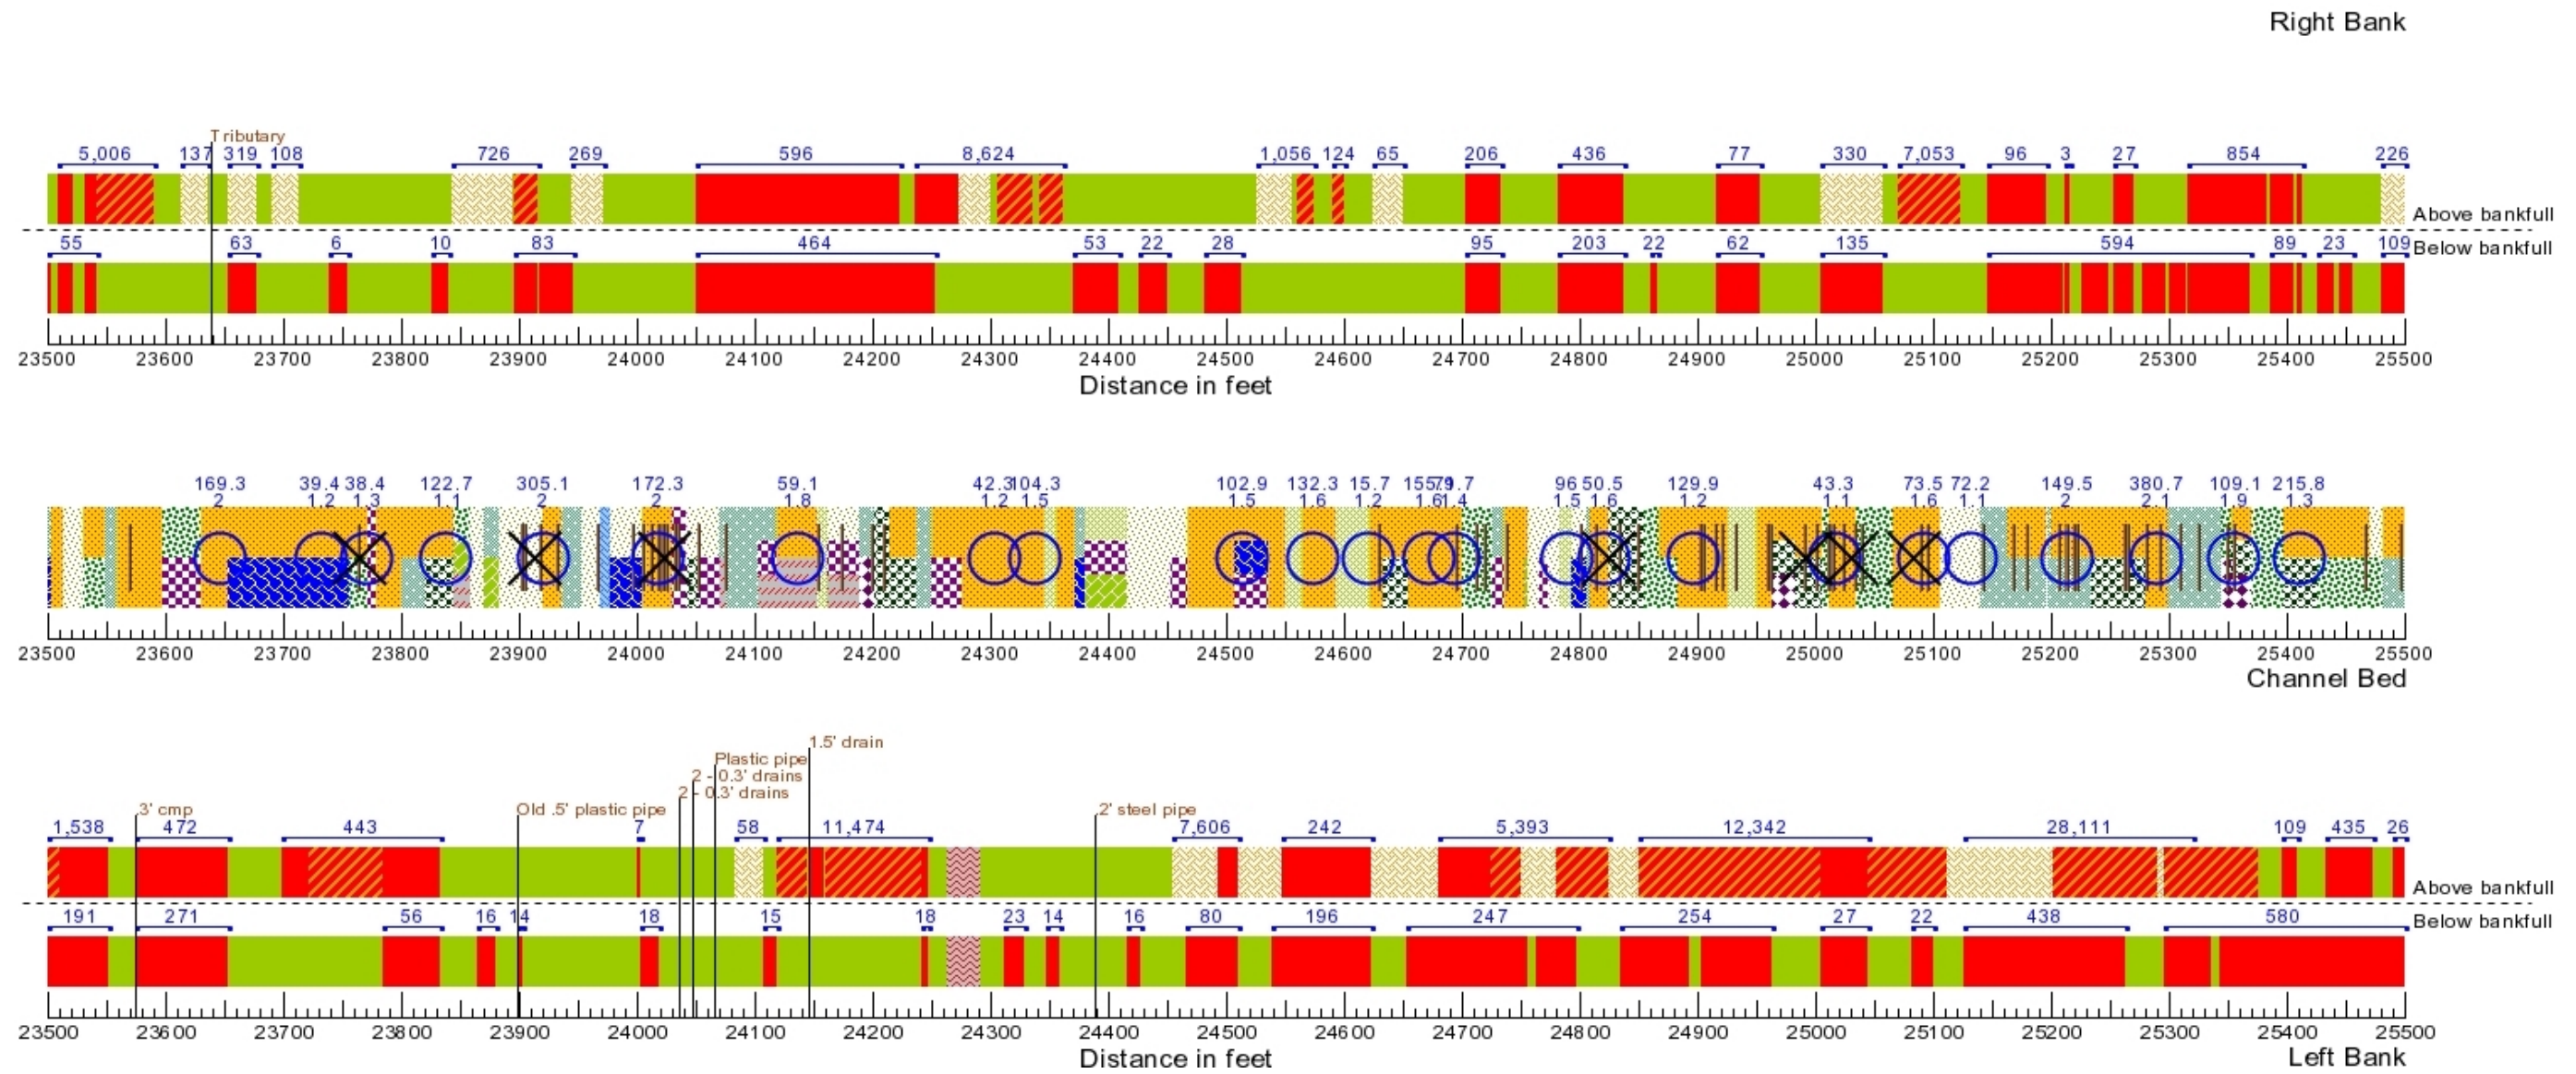 Right Bank
Tributary
5,006 137 319 108 726 269 596 8,624 1,056 124 65 206 436 77 330 7,053 96 3 27 854 226
Above bankfull
55 63 6 10 83 464 53 22 28 95 203 22 62 135 594 89 23 109
Below bankfull
23500 23600 23700 23800 23900 24000 24100 24200 24300 24400 24500 24600 24700 24800 24900 25000 25100 25200 25300 25400 25500
Distance in feet
169.3 39.4 38.4 122.7 305.1 172.3 59.1 42.3 104.3 102.9 132.3 15.7 96 50.5 129.9 43.3 73.5 72.2 149.5 380.7 109.1 215.8
2 1.2 1.3 1.1 2 2 1.8 1.2 1.5 1.5 1.6 1.2 1.6 1.4 1.5 1.6 1.2 1.1 1.6 1.1 2 2.1 1.9 1.3
23500 23600 23700 23800 23900 24000 24100 24200 24300 24400 24500 24600 24700 24800 24900 25000 25100 25200 25300 25400 25500
Channel Bed
1.5' drain
Plastic pipe
2 - 0.3' drains
2 - 0.3' drains
3' cmp Old .5' plastic pipe 2' steel pipe
1,538 472 443 7 58 11,474 7,606 242 5,393 12,342 28,111 109 435 26
Above bankfull
191 271 56 16 14 18 15 18 23 14 16 80 196 247 254 27 22 438 580
Below bankfull
23500 23600 23700 23800 23900 24000 24100 24200 24300 24400 24500 24600 24700 24800 24900 25000 25100 25200 25300 25400 25500
Distance in feet
Left Bank